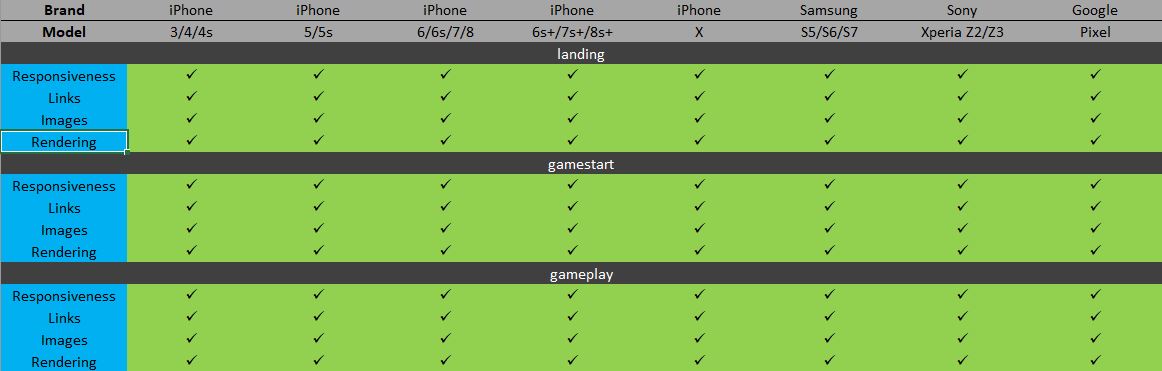 Brand iPhone iPhone iPhone iPhone iPhone Samsung Sony Google
Model 3/4/4s 5/5s 6/6s/7/8 6s+/7s+/8s+ X S5/S6/S7 Xperia Z2/Z3 Pixel
landing
Responsiveness ✓ ✓ ✓ ✓ ✓ ✓ ✓ ✓
Links ✓ ✓ ✓ ✓ ✓ ✓ ✓ ✓
Images ✓ ✓ ✓ ✓ ✓ ✓ ✓ ✓
Rendering ✓ ✓ ✓ ✓ ✓ ✓ ✓ ✓
gamestart
Responsiveness ✓ ✓ ✓ ✓ ✓ ✓ ✓ ✓
Links ✓ ✓ ✓ ✓ ✓ ✓ ✓ ✓
Images ✓ ✓ ✓ ✓ ✓ ✓ ✓ ✓
Rendering ✓ ✓ ✓ ✓ ✓ ✓ ✓ ✓
gameplay
Responsiveness ✓ ✓ ✓ ✓ ✓ ✓ ✓ ✓
Links ✓ ✓ ✓ ✓ ✓ ✓ ✓ ✓
Images ✓ ✓ ✓ ✓ ✓ ✓ ✓ ✓
Rendering ✓ ✓ ✓ ✓ ✓ ✓ ✓ ✓